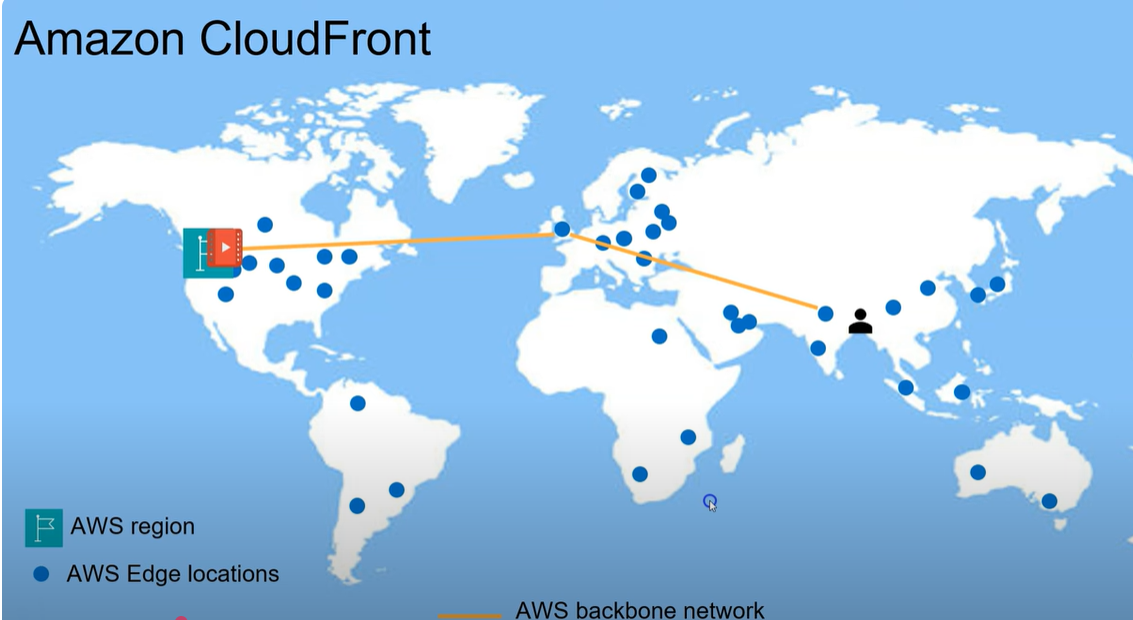 Amazon CloudFront
AWS region
AWS Edge locations
AWS backbone network